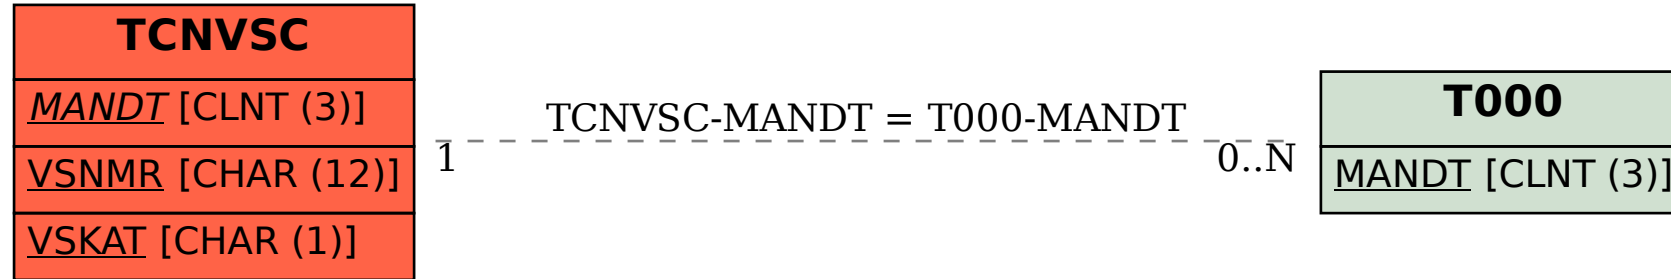 TCNVSC
MANDT [CLNT (3)]
VSNMR [CHAR (12)]
VSKAT [CHAR (1)]
TCNVSC-MANDT = T000-MANDT
1
0..N
T000
MANDT [CLNT (3)]